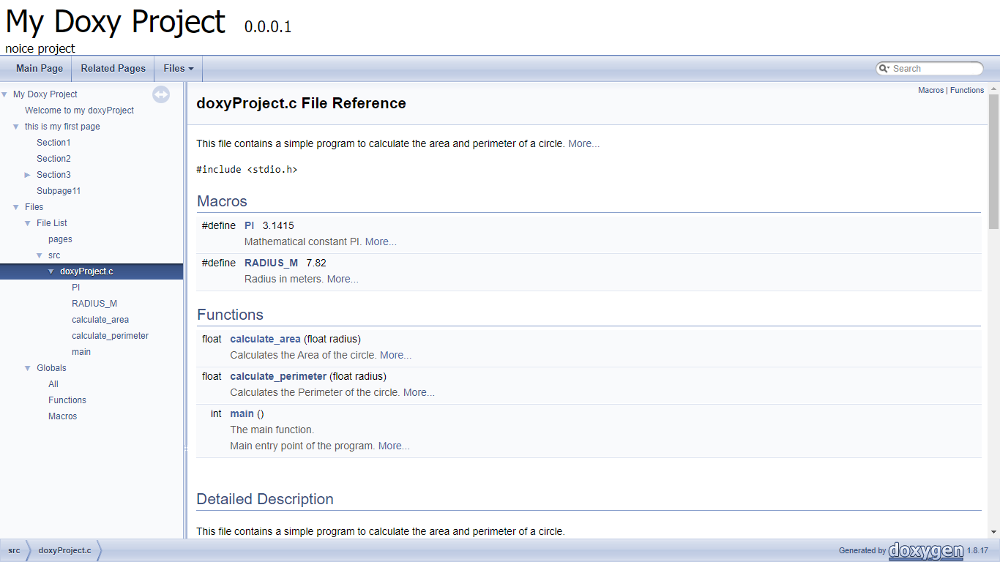 My Doxy Project 0.0.0.1
noice project
Main Page Related Pages Files Search
My Doxy Project
Welcome to my doxyProject
this is my first page
Section1
Section2
Section3
Subpage11
Files
File List
pages
src
doxyProject.c
PI
RADIUS_M
calculate_area
calculate_perimeter
main
Globals
All
Functions
Macros
Macros | Functions
doxyProject.c File Reference
This file contains a simple program to calculate the area and perimeter of a circle. More...
#include <stdio.h>
Macros
#define PI 3.1415
Mathematical constant PI. More...
#define RADIUS_M 7.82
Radius in meters. More...
Functions
float calculate_area (float radius)
Calculates the Area of the circle. More...
float calculate_perimeter (float radius)
Calculates the Perimeter of the circle. More...
int main ()
The main function.
Main entry point of the program. More...
Detailed Description
This file contains a simple program to calculate the area and perimeter of a circle.
src doxyProject.c Generated by doxygen 1.8.17